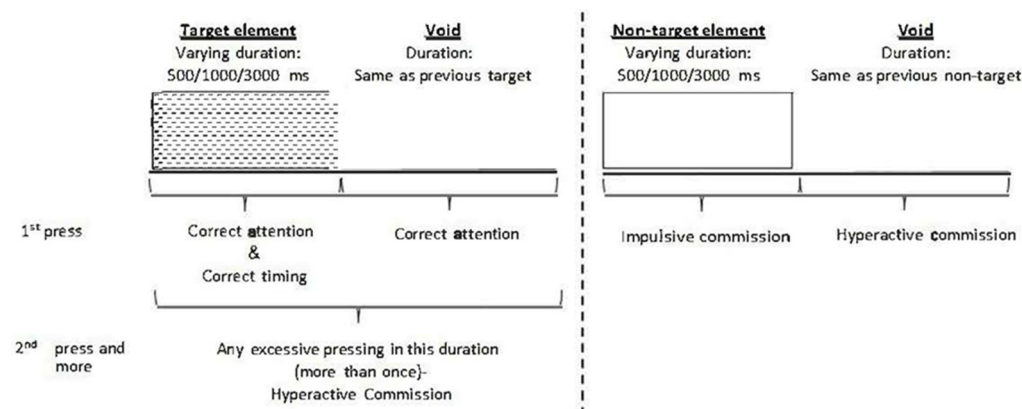 Target element
Varying duration:
500/1000/3000 ms
Void
Duration:
Same as previous target
Non-target element
Varying duration:
500/1000/3000 ms
Void
Duration:
Same as previous non-target
1st press
Correct attention
&
Correct timing
Correct attention
Impulsive commission
Hyperactive commission
2nd press and
more
Any excessive pressing in this duration
(more than once)-
Hyperactive Commission